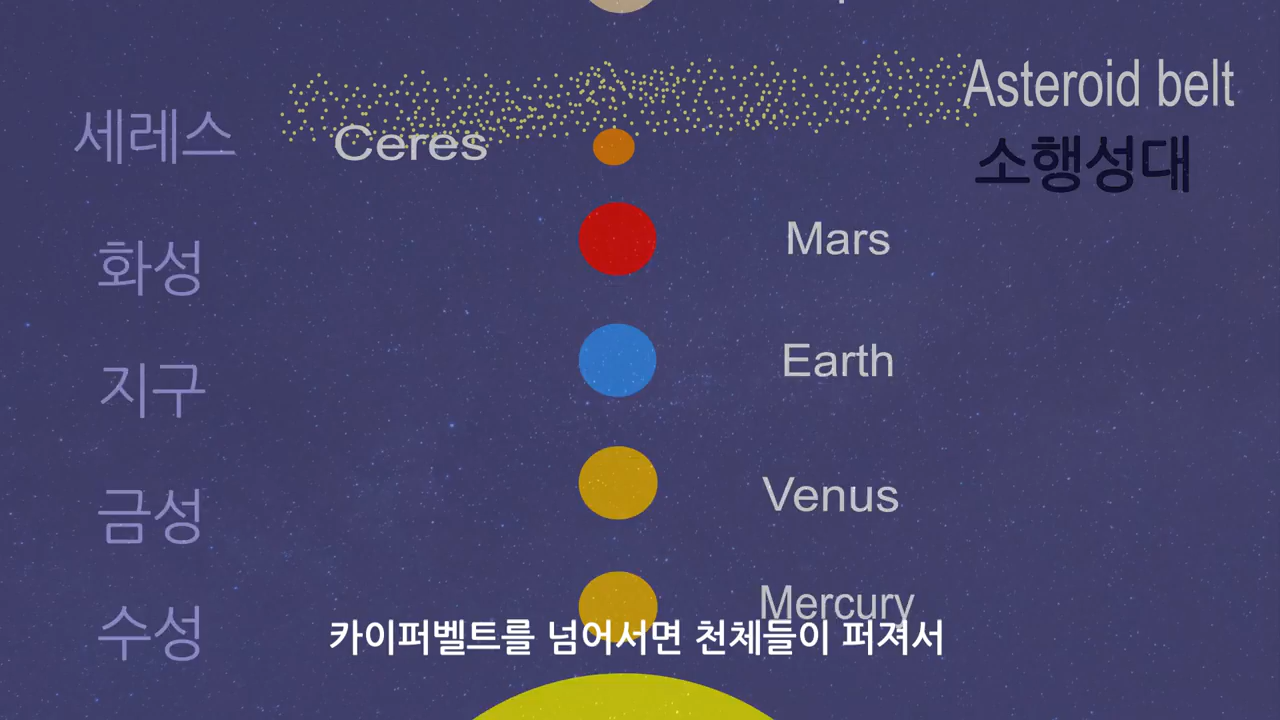 Asteroid belt
세레스
Ceres
소행성대
화성
Mars
지구
Earth
금성
Venus
수성
Mercury
카이퍼벨트를 넘어서면 천체들이 퍼져서